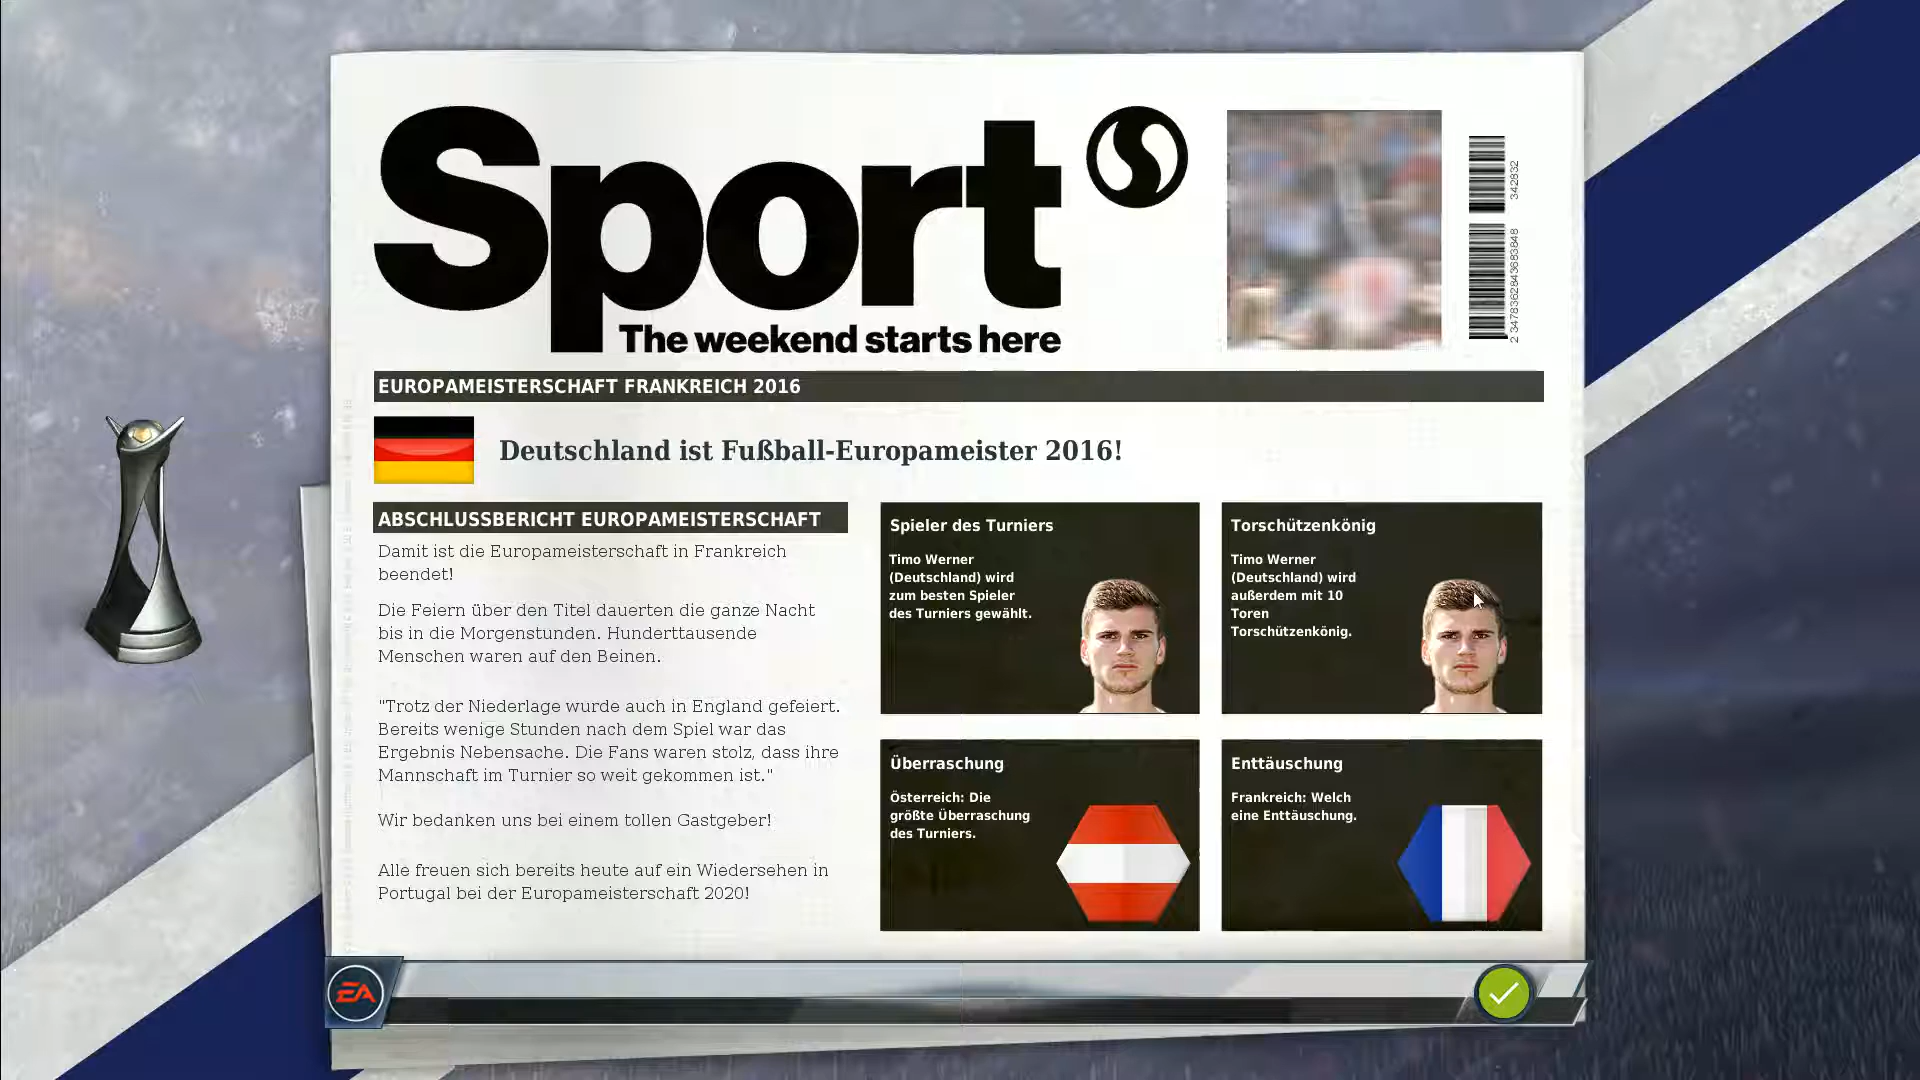 Sport
The weekend starts here
342832
2 3478362843683848
EUROPAMEISTERSCHAFT FRANKREICH 2016
Deutschland ist Fußball-Europameister 2016!
ABSCHLUSSBERICHT EUROPAMEISTERSCHAFT
Damit ist die Europameisterschaft in Frankreich
beendet!
Die Feiern über den Titel dauerten die ganze Nacht
bis in die Morgenstunden. Hunderttausende
Menschen waren auf den Beinen.
"Trotz der Niederlage wurde auch in England gefeiert.
Bereits wenige Stunden nach dem Spiel war das
Ergebnis Nebensache. Die Fans waren stolz, dass ihre
Mannschaft im Turnier so weit gekommen ist."
Wir bedanken uns bei einem tollen Gastgeber!
Alle freuen sich bereits heute auf ein Wiedersehen in
Portugal bei der Europameisterschaft 2020!
Spieler des Turniers
Timo Werner
(Deutschland) wird
zum besten Spieler
des Turniers gewählt.
Torschützenkönig
Timo Werner
(Deutschland) wird
außerdem mit 10
Toren
Torschützenkönig.
Überraschung
Österreich: Die
größte Überraschung
des Turniers.
Enttäuschung
Frankreich: Welch
eine Enttäuschung.
EA